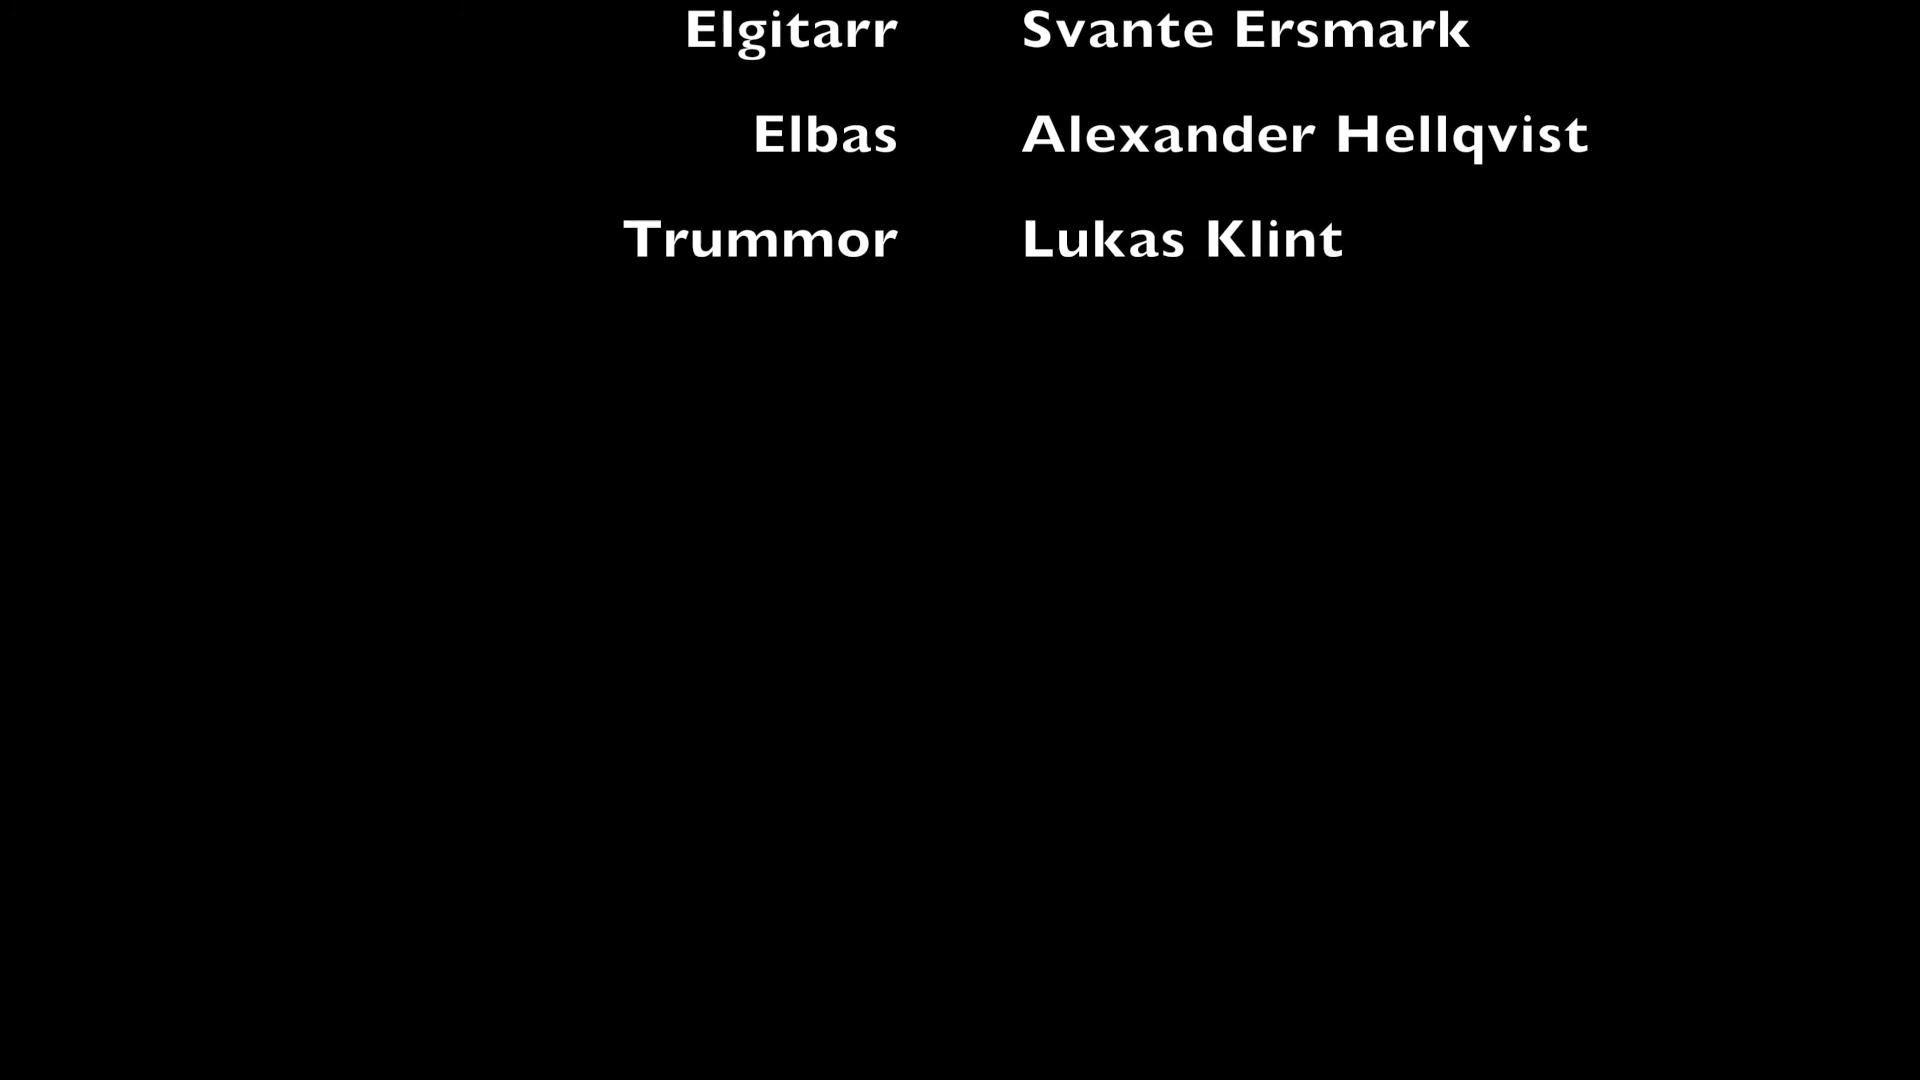 Elgitarr Svante Ersmark
Elbas Alexander Hellqvist
Trummor Lukas Klint